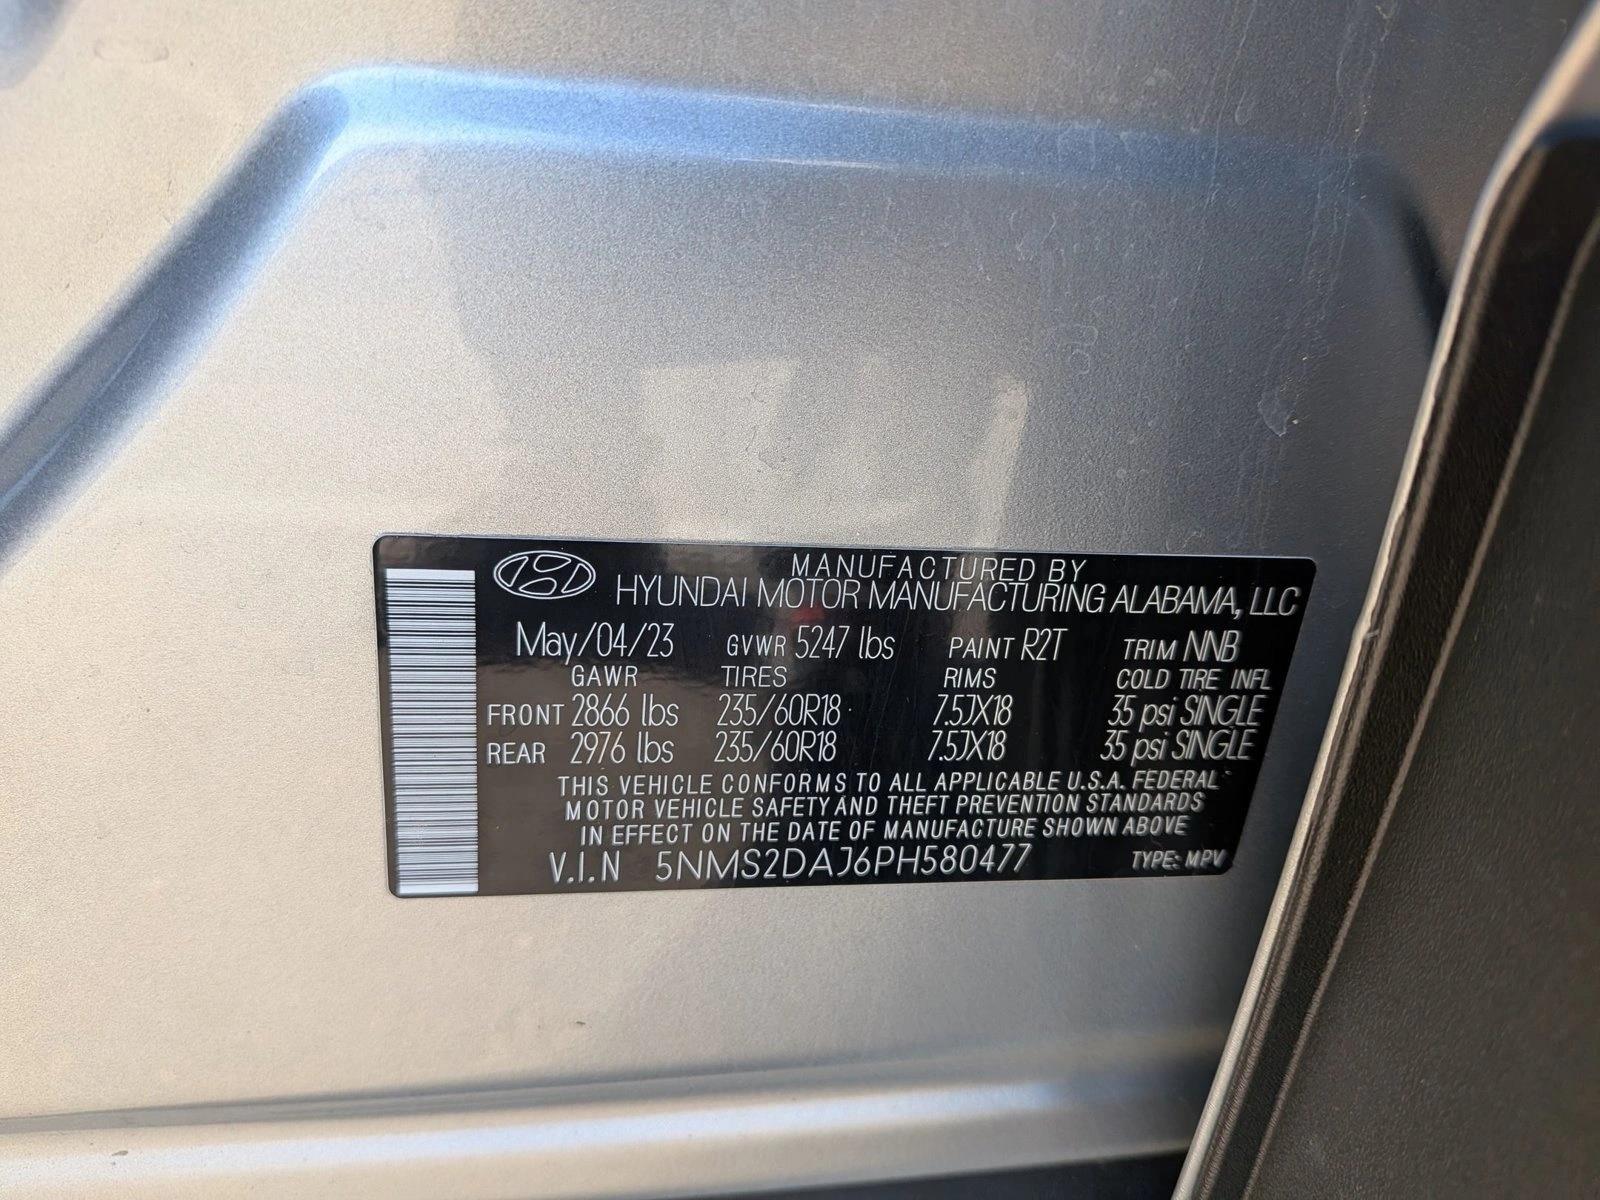 MANUFACTURED BY
HYUNDAI MOTOR MANUFACTURING ALABAMA, LLC
May/04/23 GVWR 5247 lbs PAINT R2T TRIM NNB
GAWR TIRES RIMS COLD TIRE INFL
FRONT 2866 lbs 235/60R18 7.5JX18 35 psi SINGLE
REAR 2976 lbs 235/60R18 7.5JX18 35 psi SINGLE
THIS VEHICLE CONFORMS TO ALL APPLICABLE U.S.A. FEDERAL
MOTOR VEHICLE SAFETY AND THEFT PREVENTION STANDARDS
IN EFFECT ON THE DATE OF MANUFACTURE SHOWN ABOVE
V.I.N 5NMS2DAJ6PH580477 TYPE: MPV